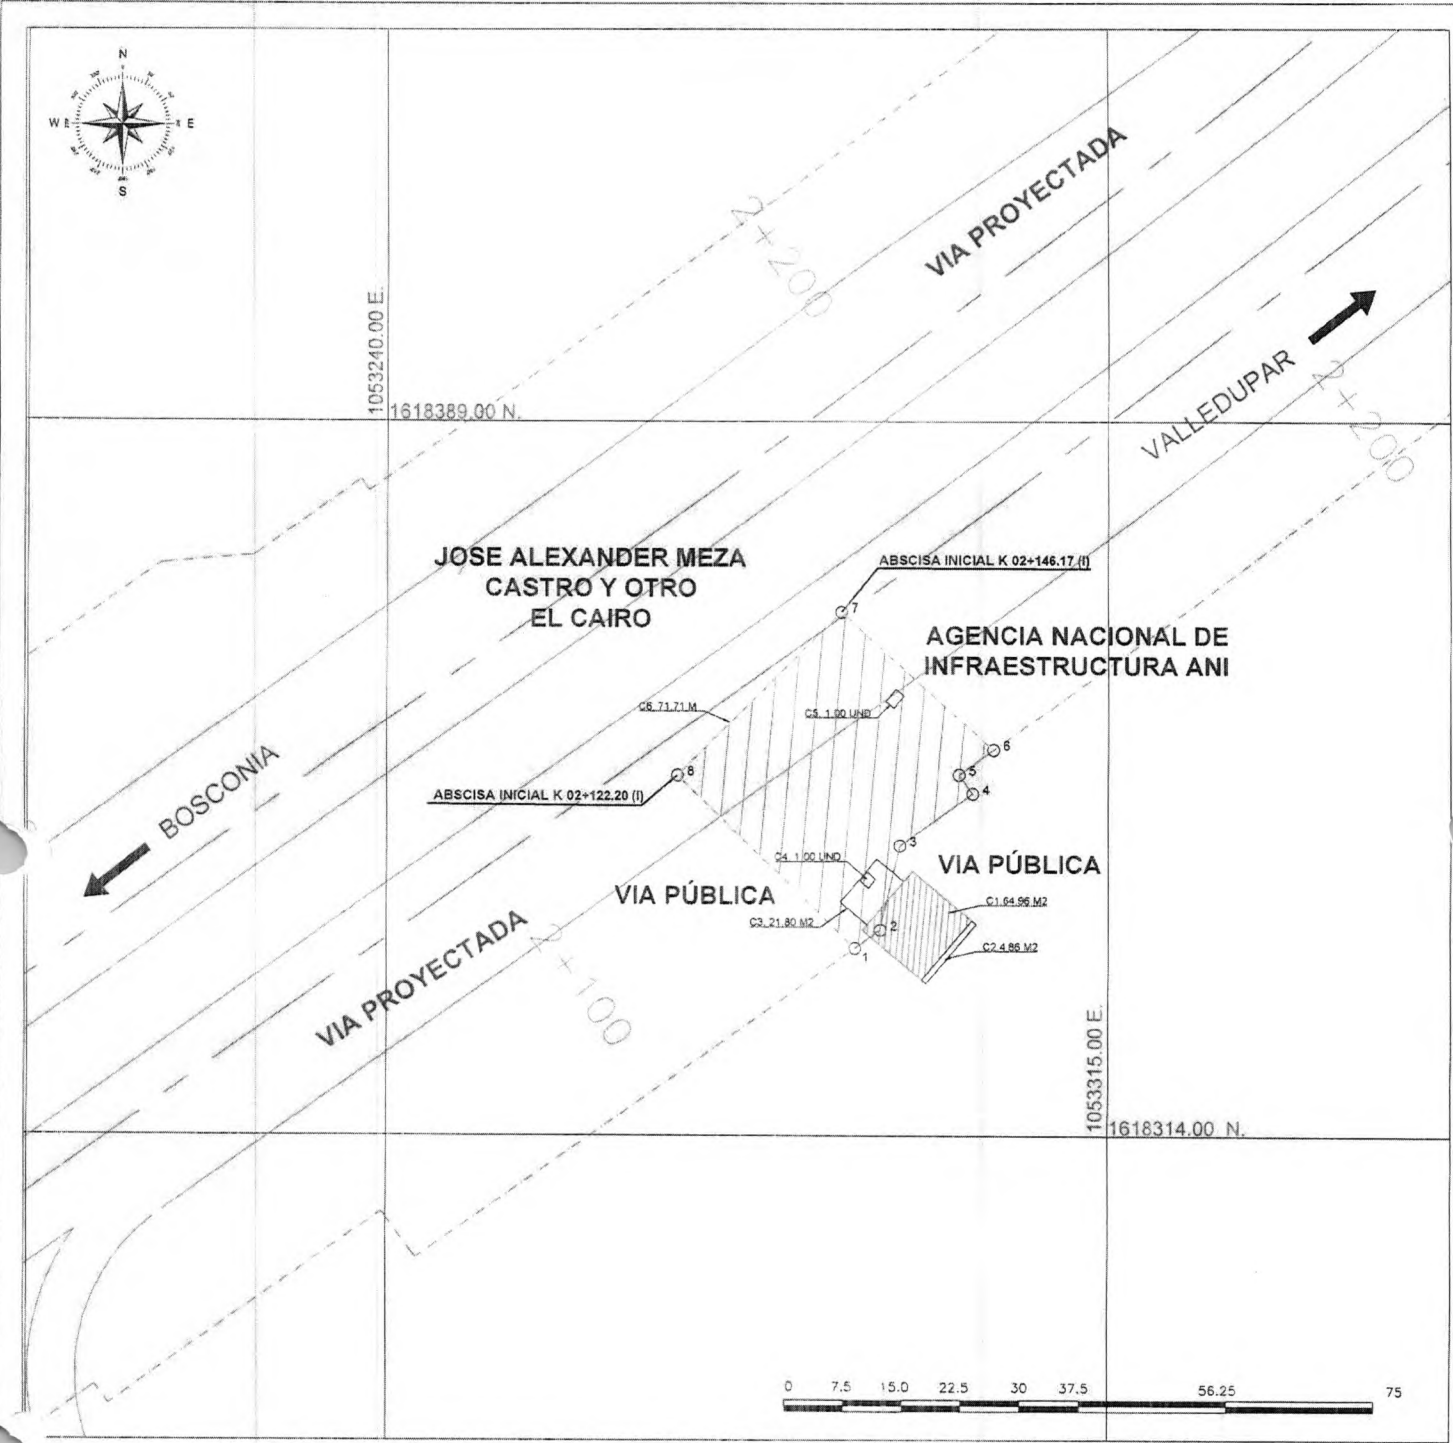 N
W E
S
2+200
VIA PROYECTADA
1053240.00 E.
1618389.00 N.
VALLEDUPAR
2+200
JOSE ALEXANDER MEZA
CASTRO Y OTRO
EL CAIRO
ABSCISA INICIAL K 02+146.17 (I)
7
AGENCIA NACIONAL DE
INFRAESTRUCTURA ANI
C6. 71.71 M
C5. 1.00 UND
6
8
5
BOSCONIA
ABSCISA INICIAL K 02+122.20 (I)
4
3
C4. 1.00 UND
VIA PÚBLICA
VIA PÚBLICA
C1.64.96 M2
C3. 21.80 M2
2
C2.4.86 M2
1
VIA PROYECTADA
2+100
1053315.00 E.
1618314.00 N.
0 7.5 15.0 22.5 30 37.5 56.25 75